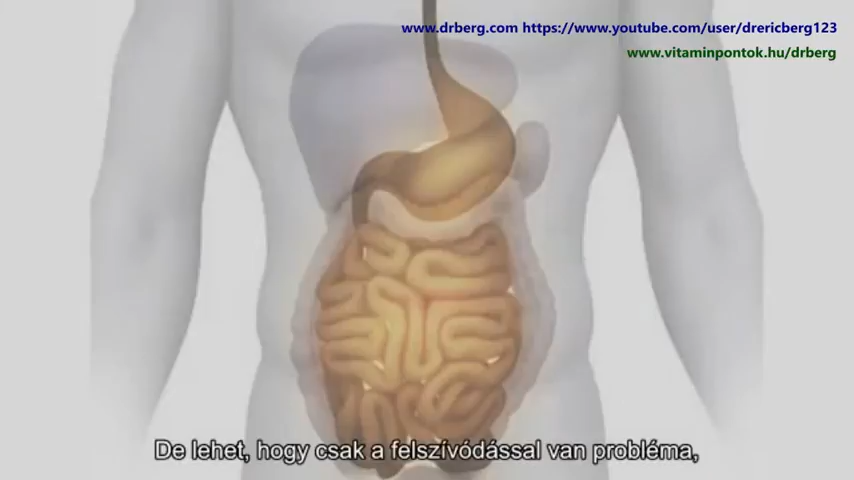 www.drberg.com https://www.youtube.com/user/drericberg123
www.vitaminpontok.hu/drberg
De lehet, hogy csak a felszívódással van probléma,